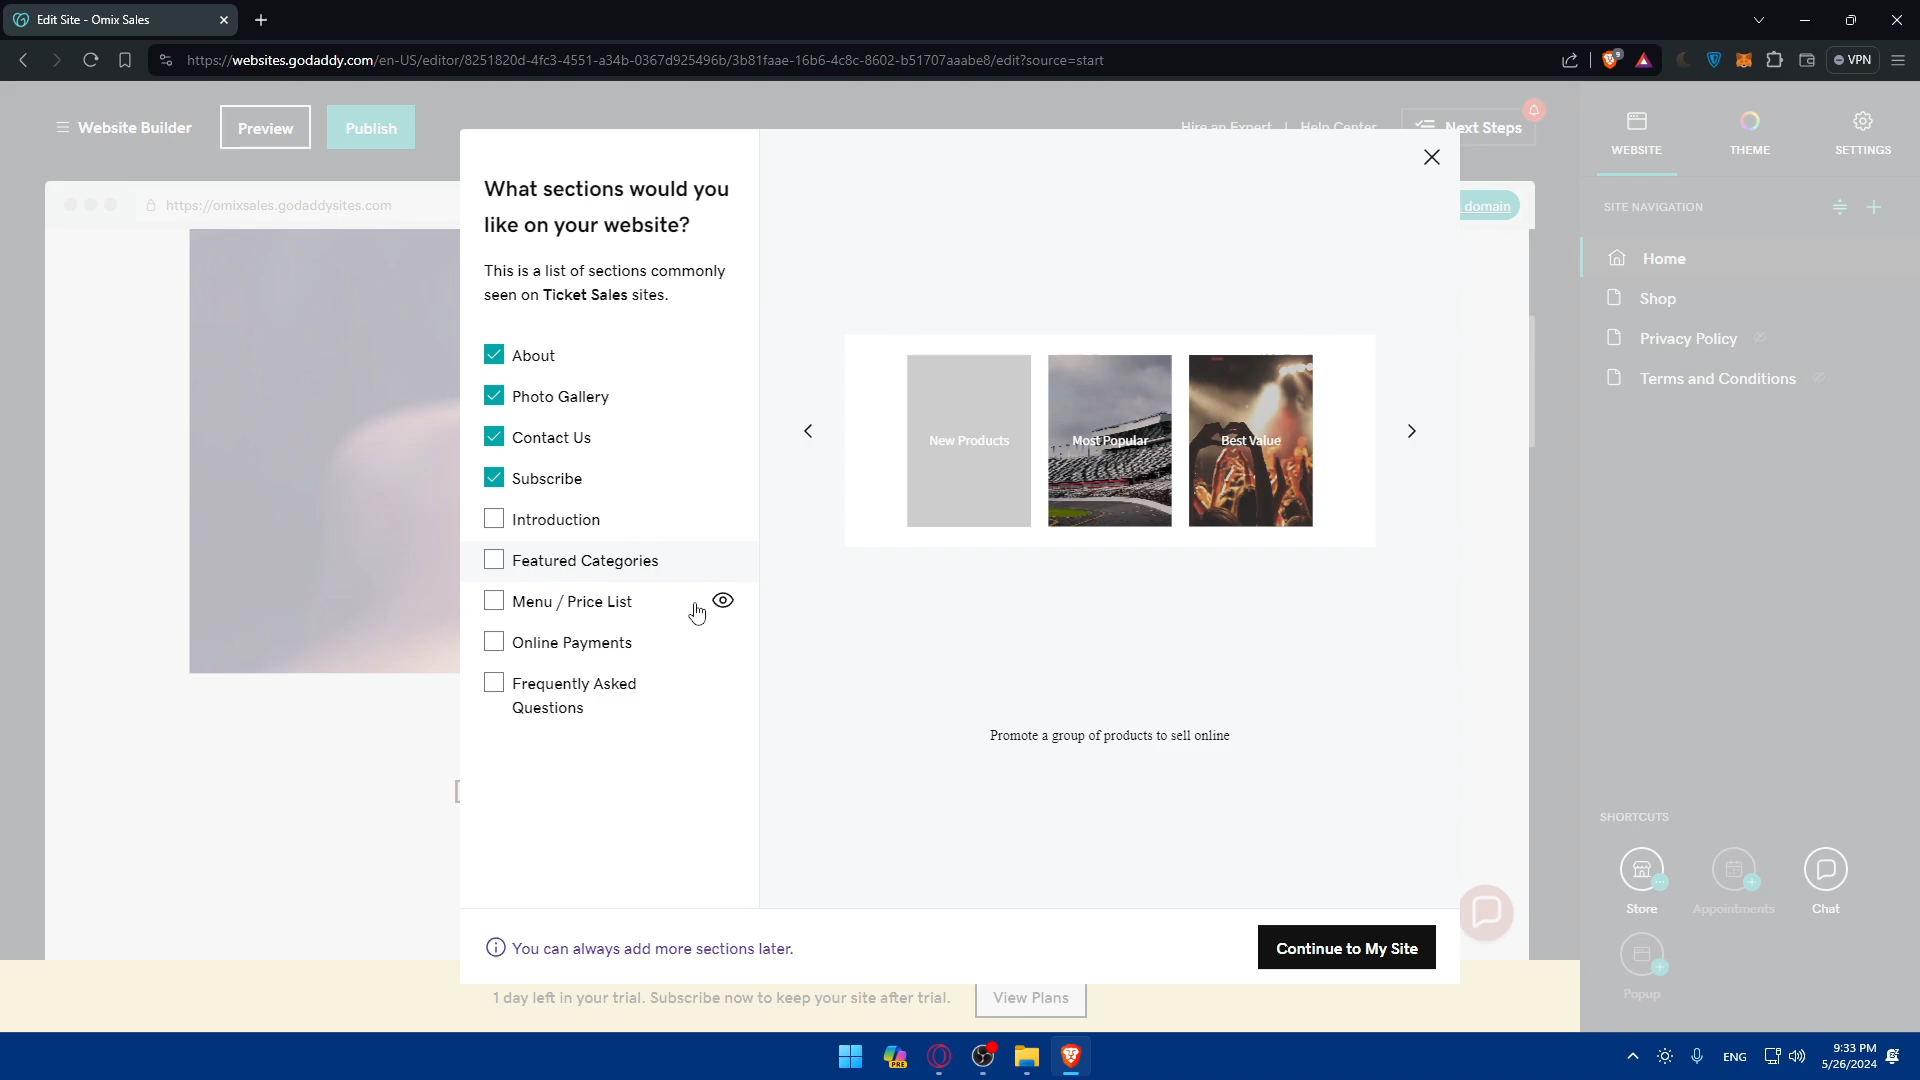 Edit Site - Omix Sales
https://websites.godaddy.com/en-US/editor/8251820d-4fc3-4551-a34b-0367d925496b/3b81faae-16b6-4c8c-8602-b51707aaabe8/edit?source=start
9
VPN
Website Builder
Preview
Publish
Hire an Expert | Help Center
Next Steps
WEBSITE
THEME
SETTINGS
https://omixsales.godaddysites.com
domain
SITE NAVIGATION
Home
Shop
Privacy Policy
Terms and Conditions
What sections would you
like on your website?
This is a list of sections commonly
seen on Ticket Sales sites.
About
Photo Gallery
Contact Us
Subscribe
Introduction
Featured Categories
Menu / Price List
Online Payments
Frequently Asked
Questions
New Products
Most Popular
Best Value
Promote a group of products to sell online
You can always add more sections later.
Continue to My Site
SHORTCUTS
Store
Appointments
Chat
Popup
1 day left in your trial. Subscribe now to keep your site after trial.
View Plans
PRE
ENG
9:33 PM
5/26/2024